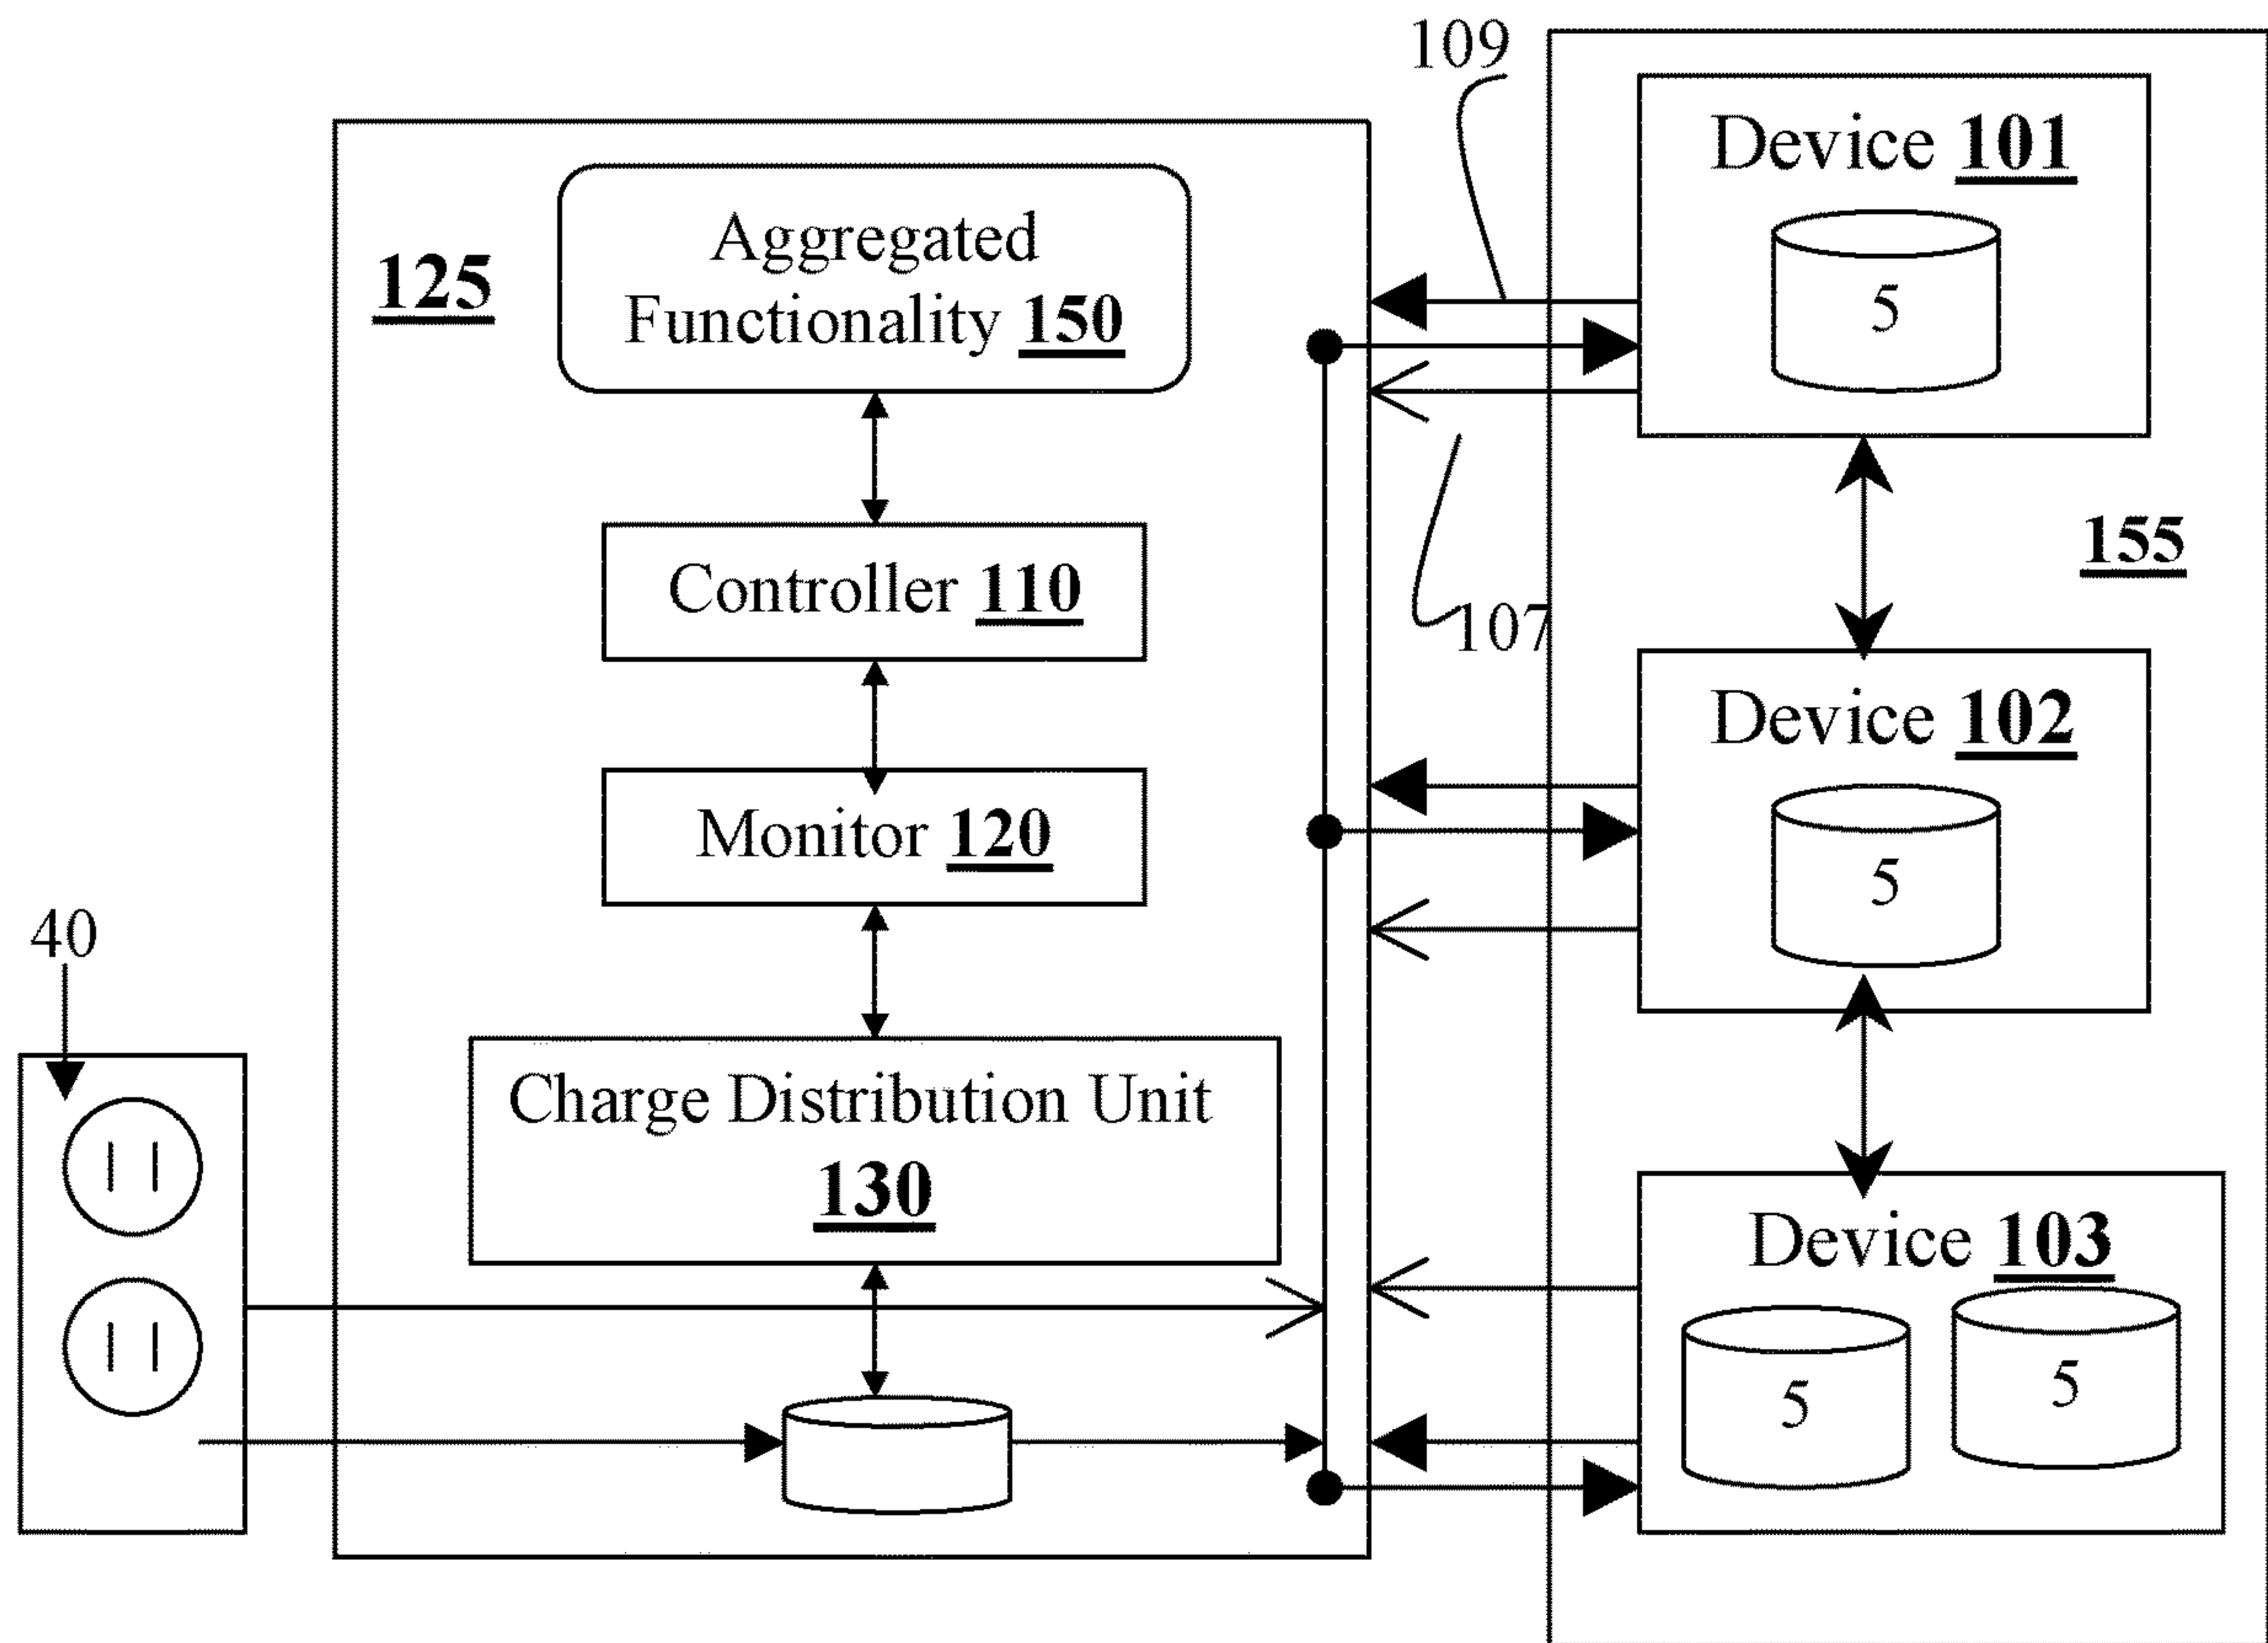 109
Device 101
5
125
Aggregated
Functionality 150
155
Controller 110
107
Device 102
5
Monitor 120
40
Charge Distribution Unit
130
Device 103
5
5